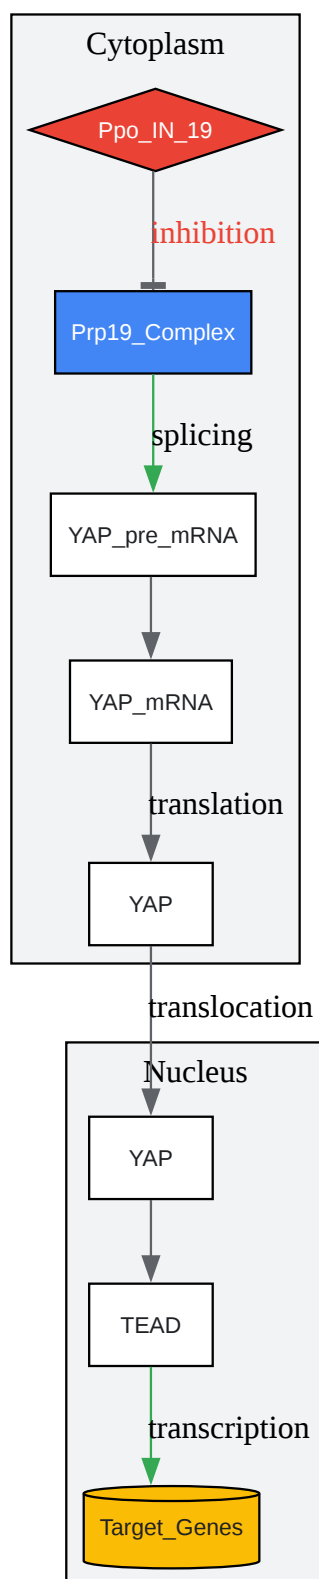 Cytoplasm
Ppo_IN_19
inhibition
Prp19_Complex
splicing
YAP_pre_mRNA
YAP_mRNA
translation
YAP
translocation
Nucleus
YAP
TEAD
transcription
Target_Genes